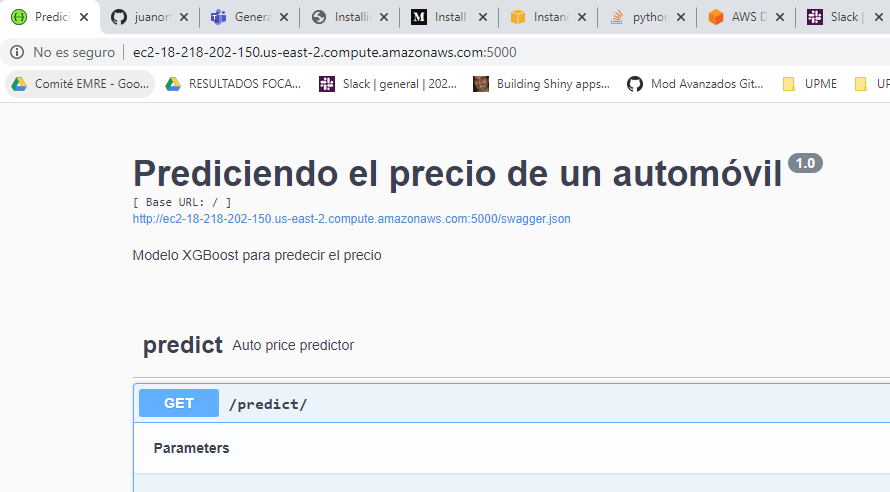 Predici
juanor
Genera
Installi
Install
Instanc
python
AWS D
Slack |
No es seguro
ec2-18-218-202-150.us-east-2.compute.amazonaws.com:5000
Comité EMRE - Goo...
RESULTADOS FOCA...
Slack | general | 202...
Building Shiny apps...
Mod Avanzados Git...
UPME
UP
Prediciendo el precio de un automóvil 1.0
[ Base URL: / ]
http://ec2-18-218-202-150.us-east-2.compute.amazonaws.com:5000/swagger.json
Modelo XGBoost para predecir el precio
predict Auto price predictor
GET /predict/
Parameters